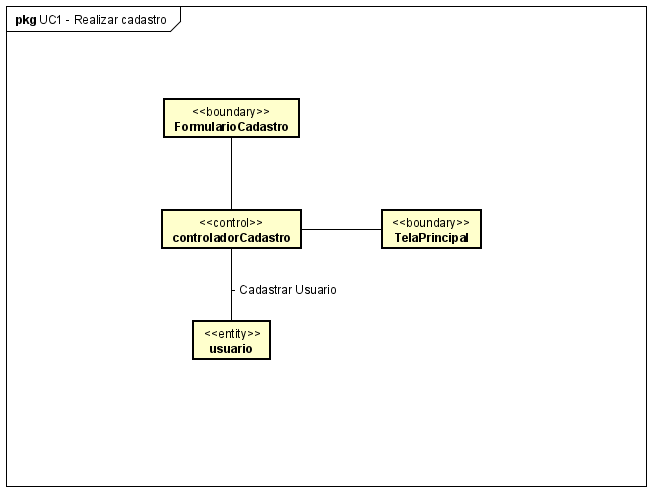 pkg UC1 - Realizar cadastro
<<boundary>>
FormularioCadastro
<<control>>
controladorCadastro
<<boundary>>
TelaPrincipal
- Cadastrar Usuario
<<entity>>
usuario